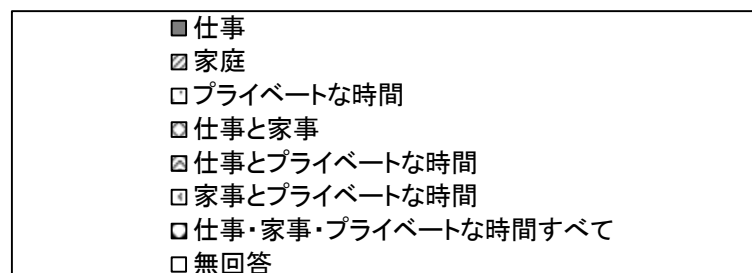 仕事
家庭
プライベートな時間
仕事と家事
仕事とプライベートな時間
家事とプライベートな時間
仕事・家事・プライベートな時間すべて
無回答